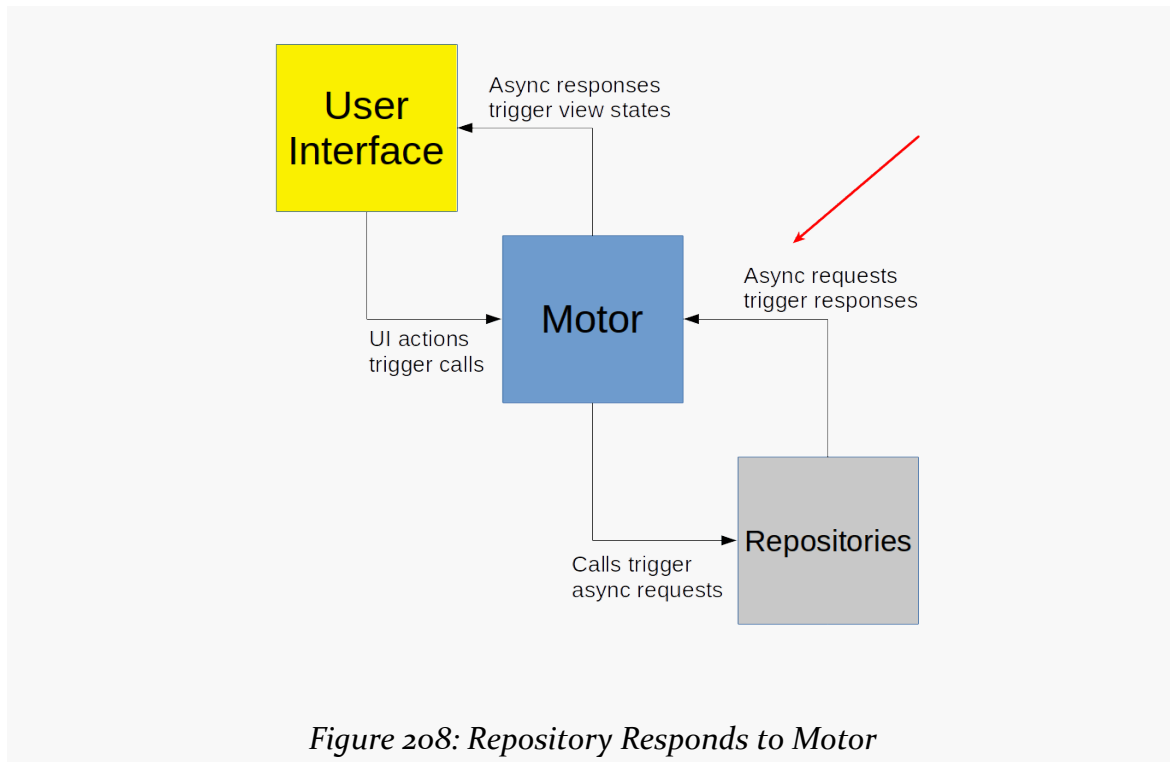 User
Interface
Async responses
trigger view states
Async requests
trigger responses
Motor
UI actions
trigger calls
Repositories
Calls trigger
async requests
Figure 208: Repository Responds to Motor